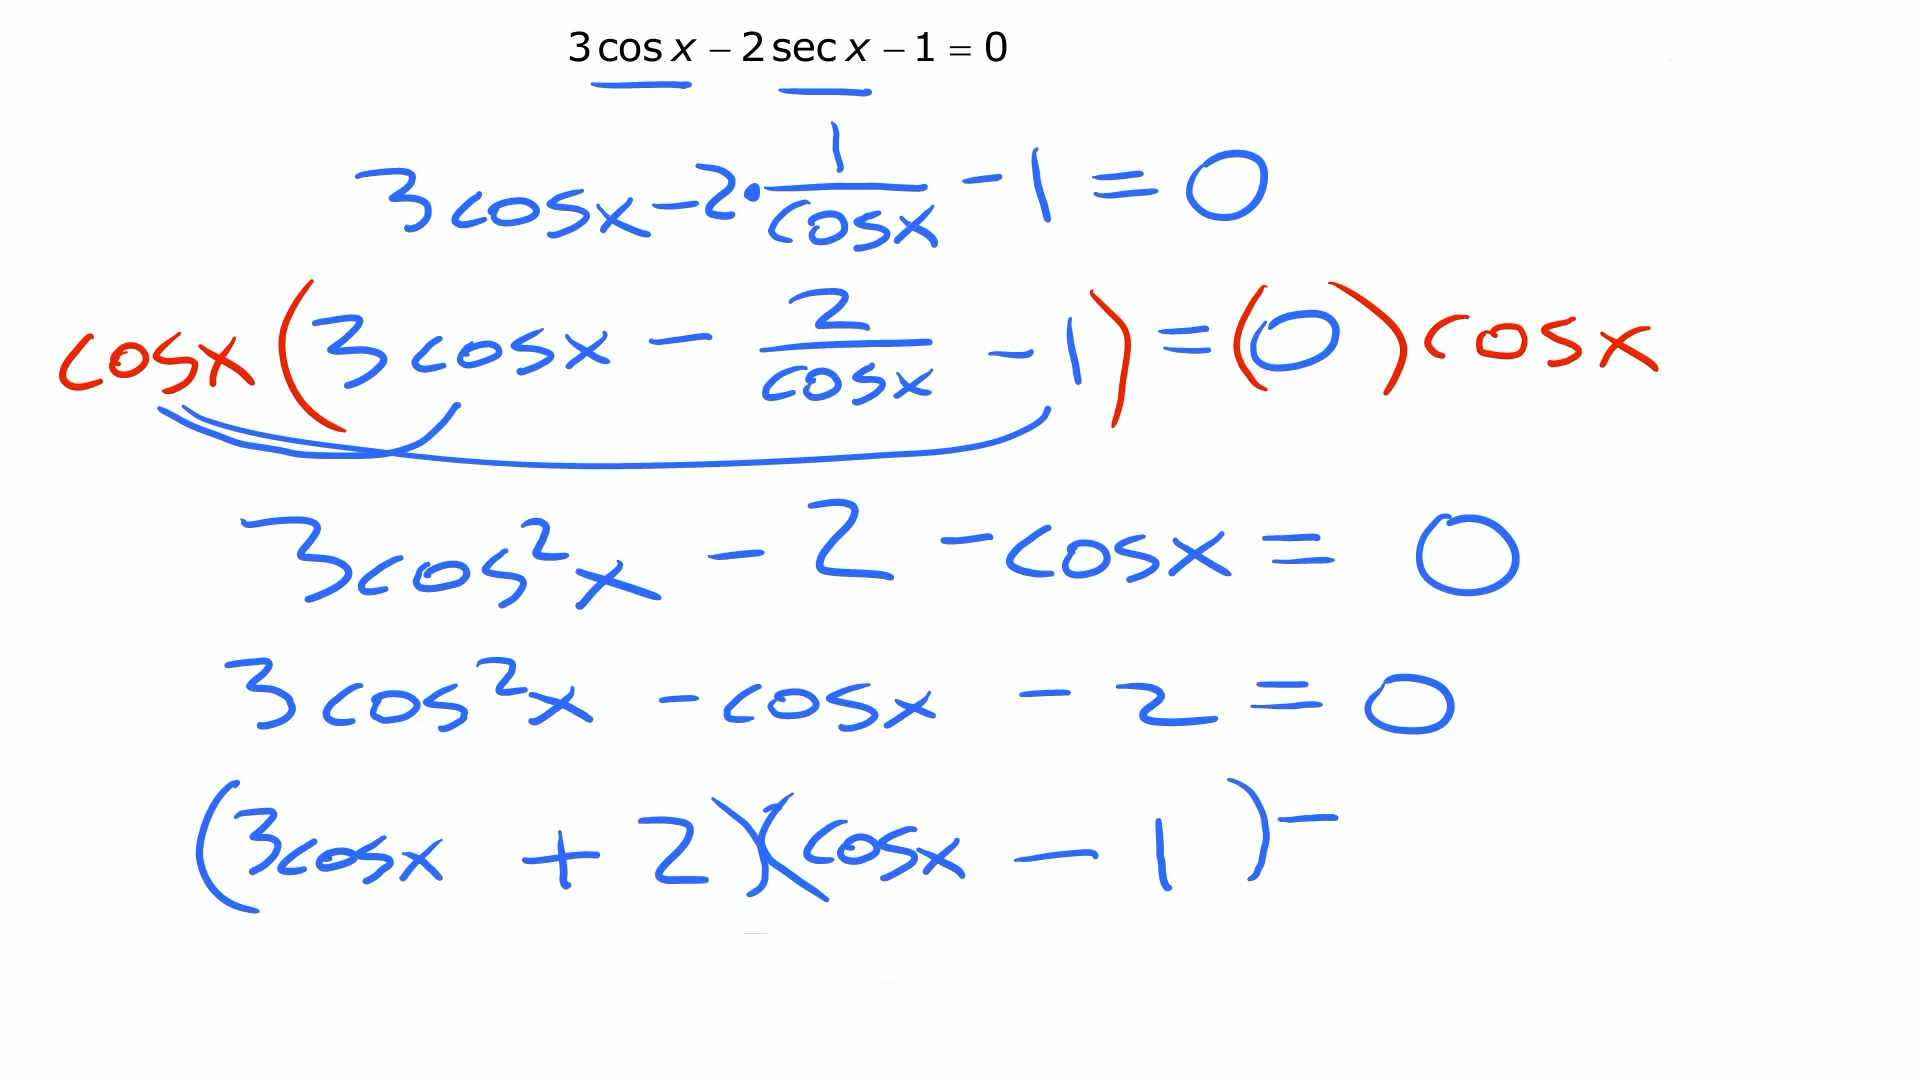 3 cos x − 2 sec x − 1 = 0
3cosx − 2 · 1/cosx − 1 = 0
cosx (3cosx − 2/cosx − 1) = (0) cosx
3cos²x − 2 − cosx = 0
3cos²x − cosx − 2 = 0
(3cosx + 2)(cosx − 1) −